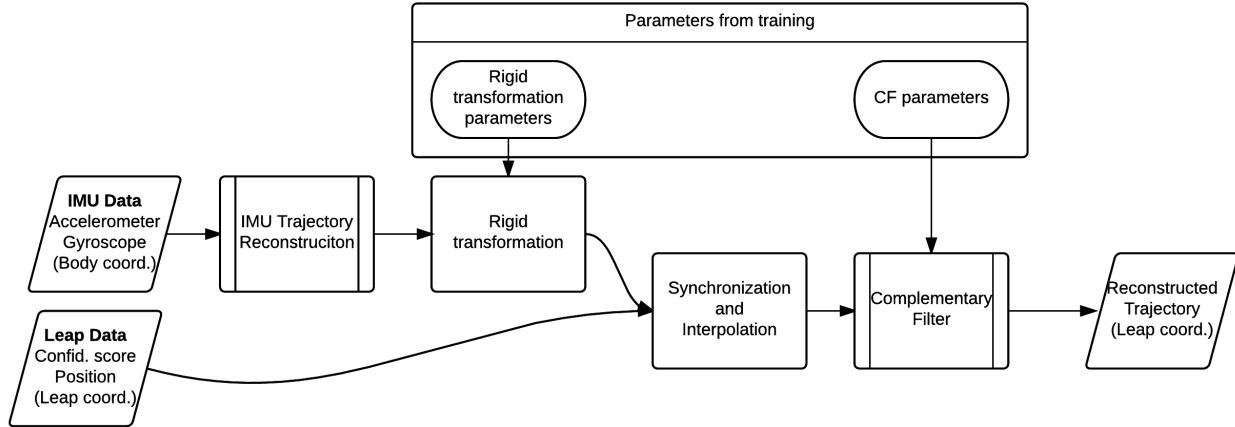 Parameters from training
Rigid
transformation
parameters
CF parameters
IMU Data
Accelerometer
Gyroscope
(Body coord.)
IMU Trajectory
Reconstruciton
Rigid
transformation
Leap Data
Confid. score
Position
(Leap coord.)
Synchronization
and
Interpolation
Complementary
Filter
Reconstructed
Trajectory
(Leap coord.)